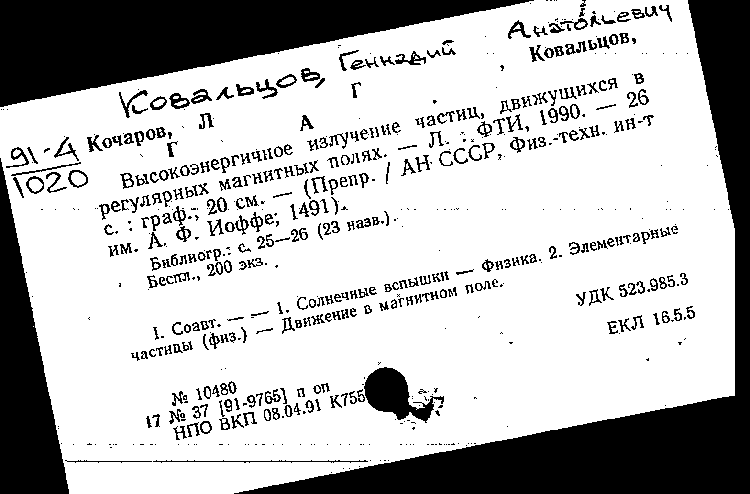 Ковальцов, Геннадий Анатольевич
91-4
1020
Кочаров, Л Г , Ковальцов,
Г А
Высокоэнергичное излучение частиц, движущихся в
регулярных магнитных полях. — Л. : ФТИ, 1990. — 26
с. : граф.; 20 см. — (Препр. / АН СССР, Физ.-техн. ин-т
им. А. Ф. Иоффе; 1491).
Библиогр.: с. 25—26 (23 назв.).
Беспл., 200 экз.
I. Соавт. — — 1. Солнечные вспышки — Физика. 2. Элементарные
частицы (физ.) — Движение в магнитном поле.
УДК 523.985.3
ЕКЛ 16.5.5
№ 10480
17 № 37 [91-9765] п оп
НПО ВКП 08.04.91 К755